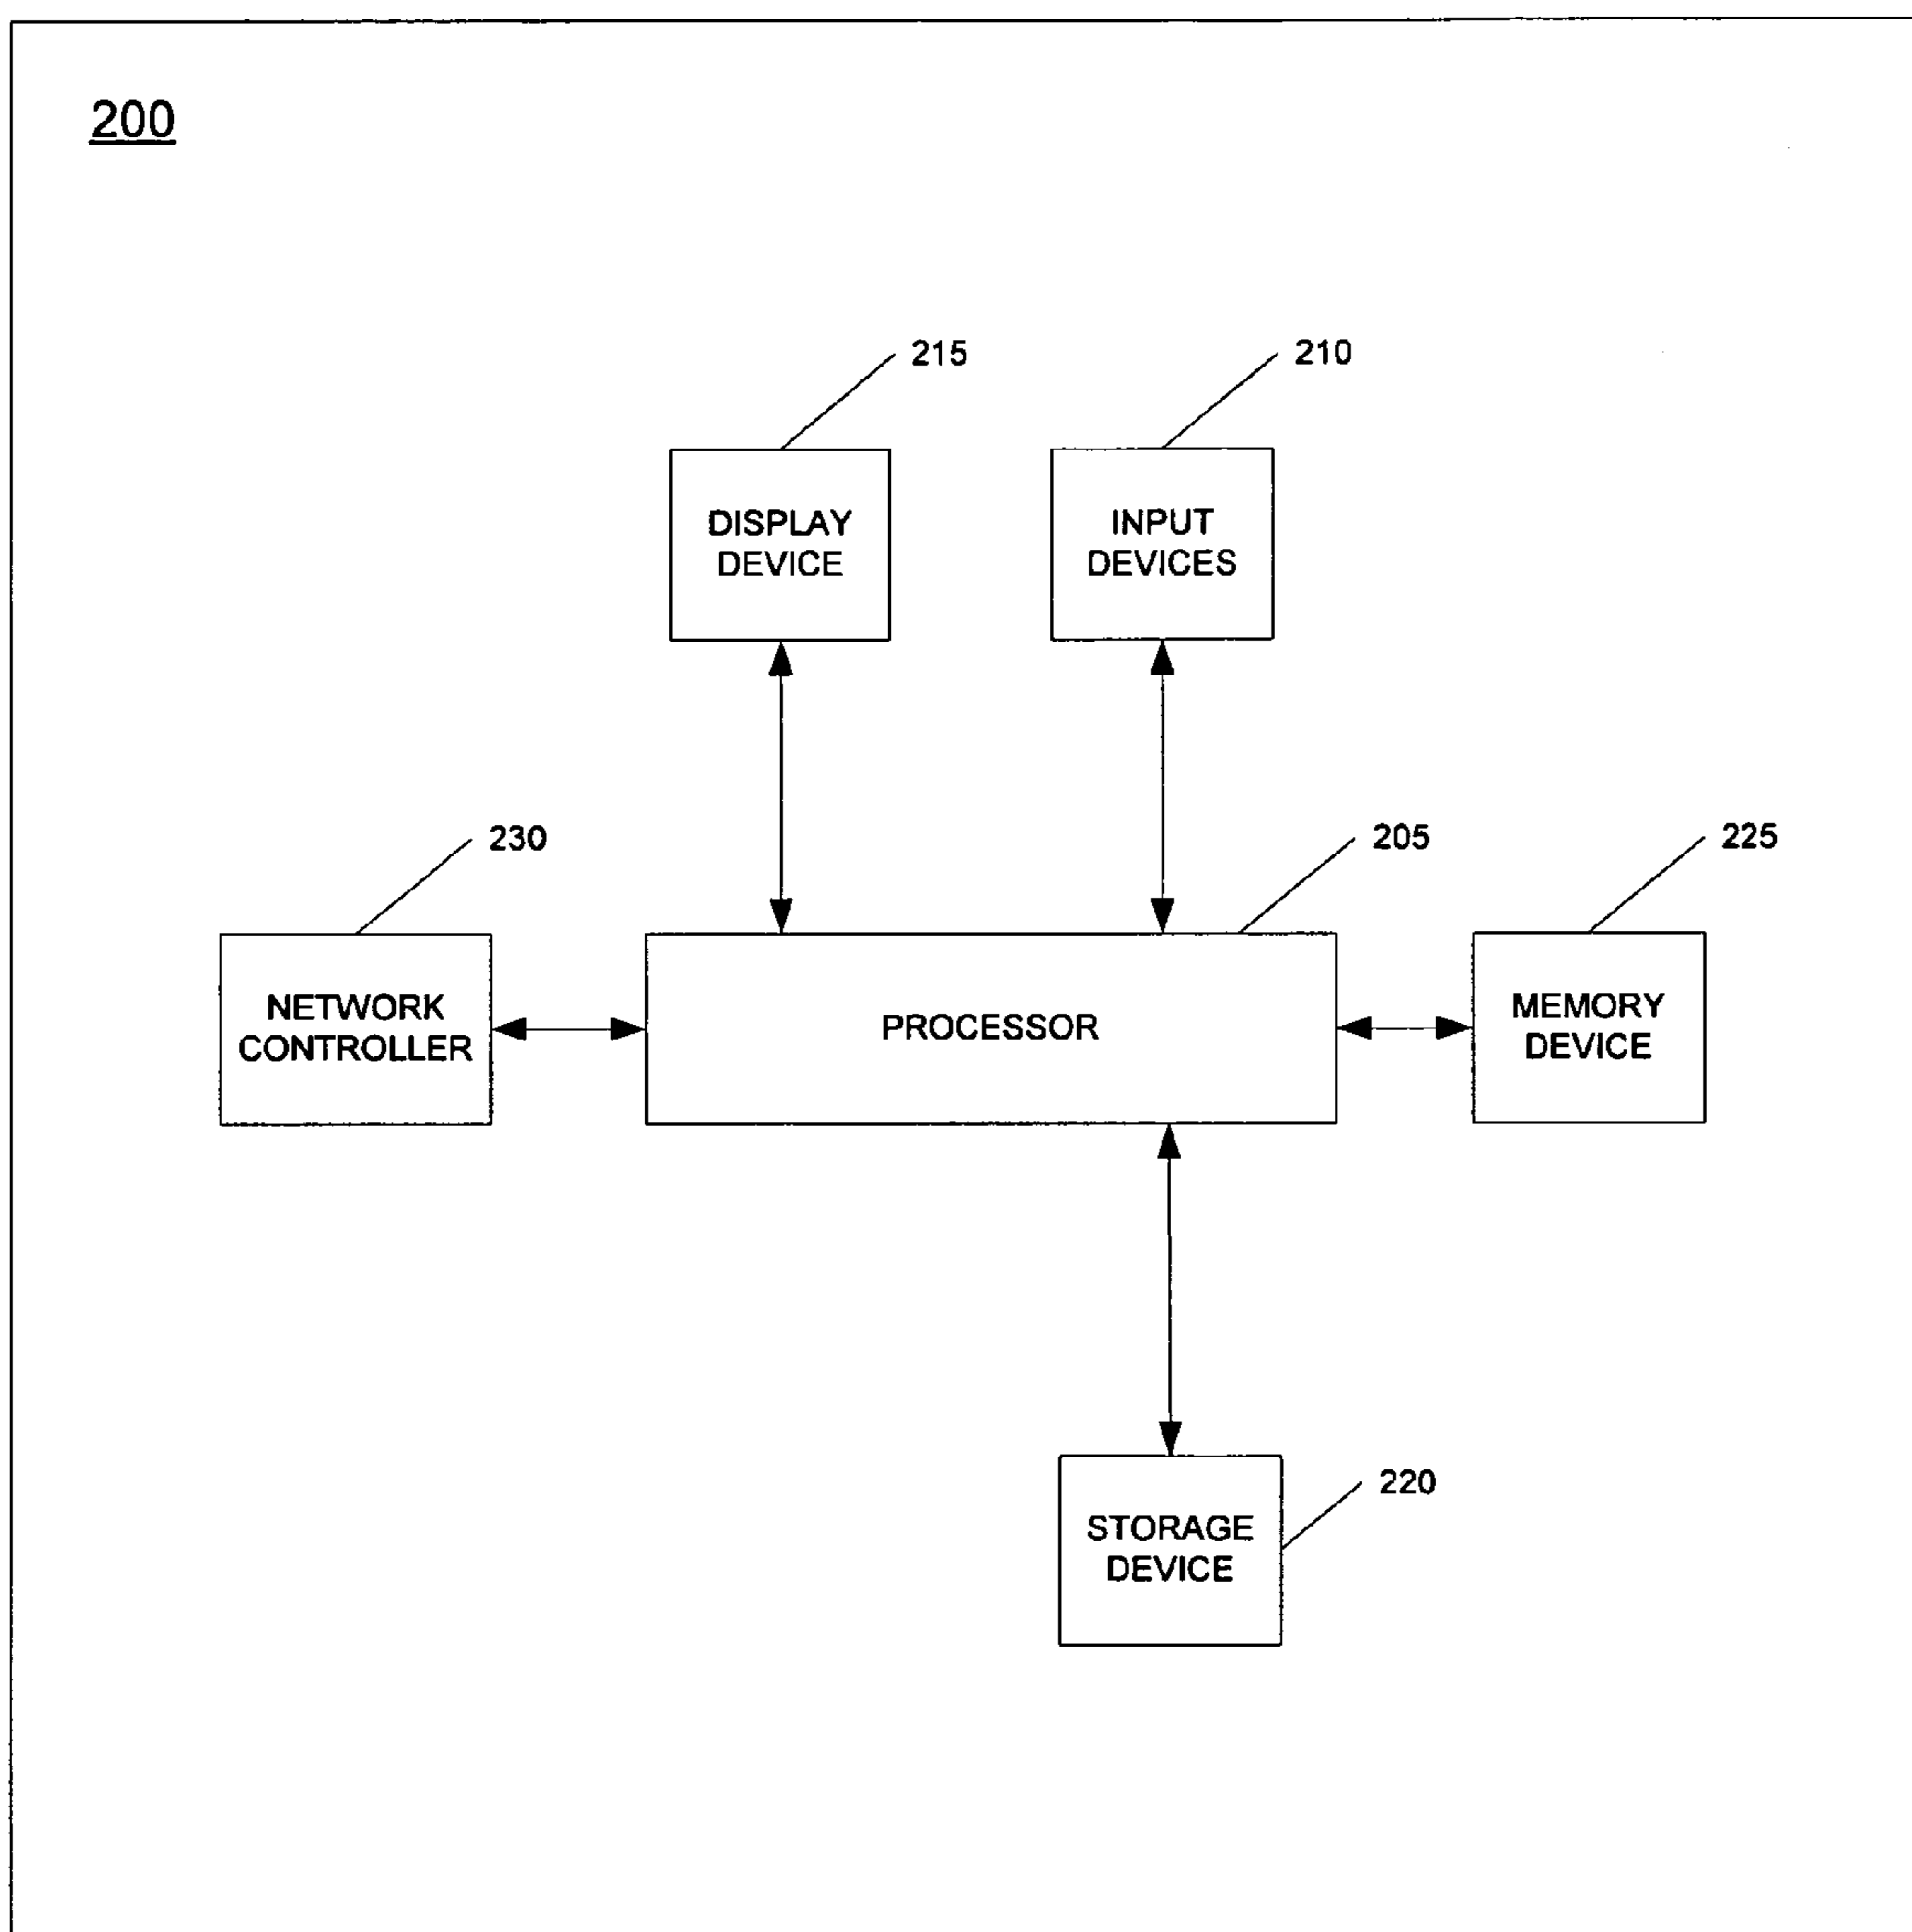 200
215
210
DISPLAY
DEVICE
INPUT
DEVICES
230
205
225
NETWORK
CONTROLLER
PROCESSOR
MEMORY
DEVICE
220
STORAGE
DEVICE